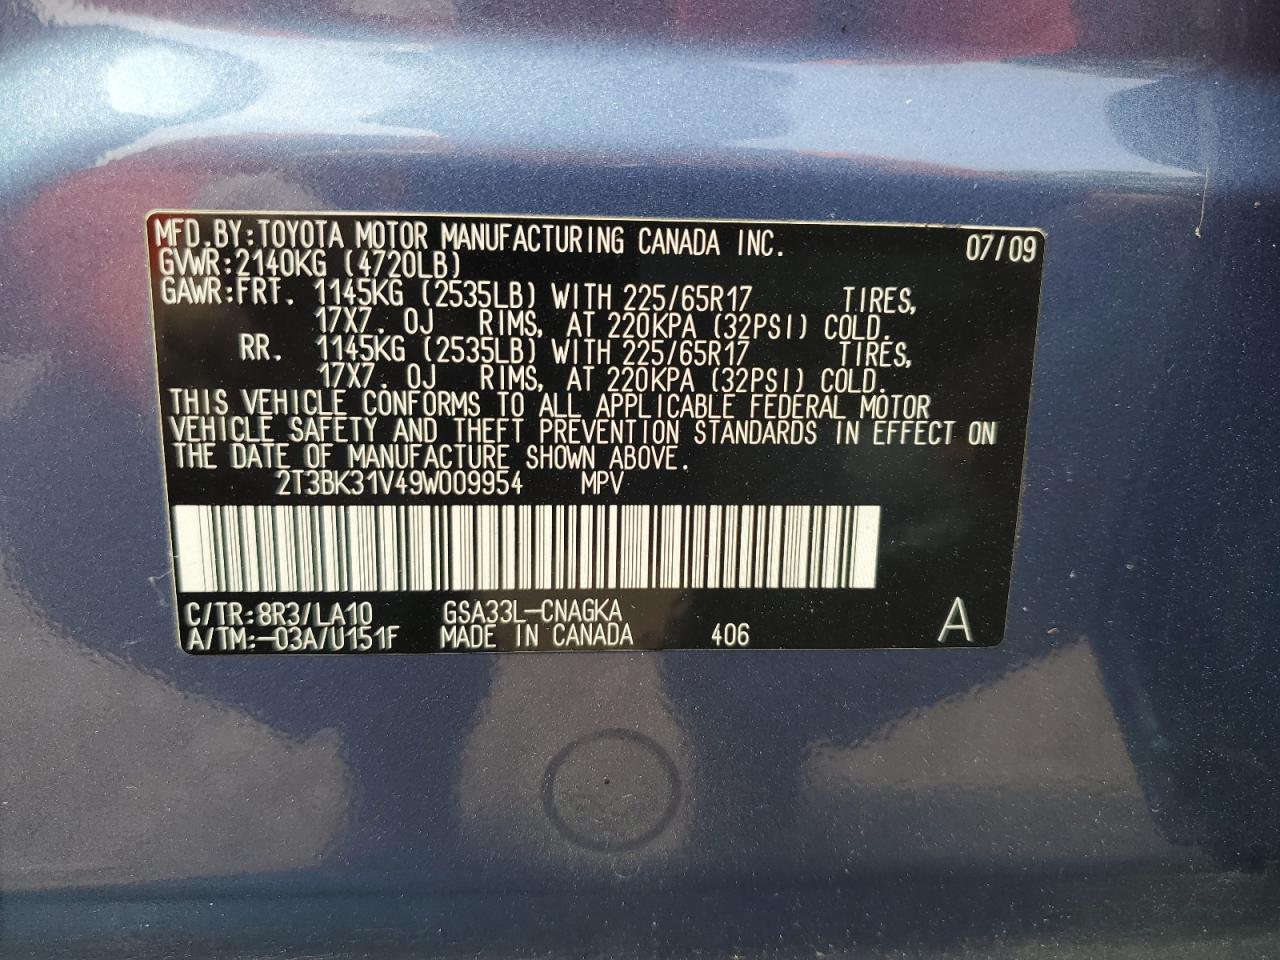 MFD.BY:TOYOTA MOTOR MANUFACTURING CANADA INC. 07/09
GVWR:2140KG (4720LB)
GAWR:FRT. 1145KG (2535LB) WITH 225/65R17 TIRES,
17X7.0J RIMS, AT 220KPA (32PSI) COLD.
RR. 1145KG (2535LB) WITH 225/65R17 TIRES,
17X7.0J RIMS, AT 220KPA (32PSI) COLD.
THIS VEHICLE CONFORMS TO ALL APPLICABLE FEDERAL MOTOR
VEHICLE SAFETY AND THEFT PREVENTION STANDARDS IN EFFECT ON
THE DATE OF MANUFACTURE SHOWN ABOVE.
2T3BK31V49W009954 MPV
C/TR:8R3/LA10 GSA33L-CNAGKA
A/TM:-03A/U151F MADE IN CANADA 406 A